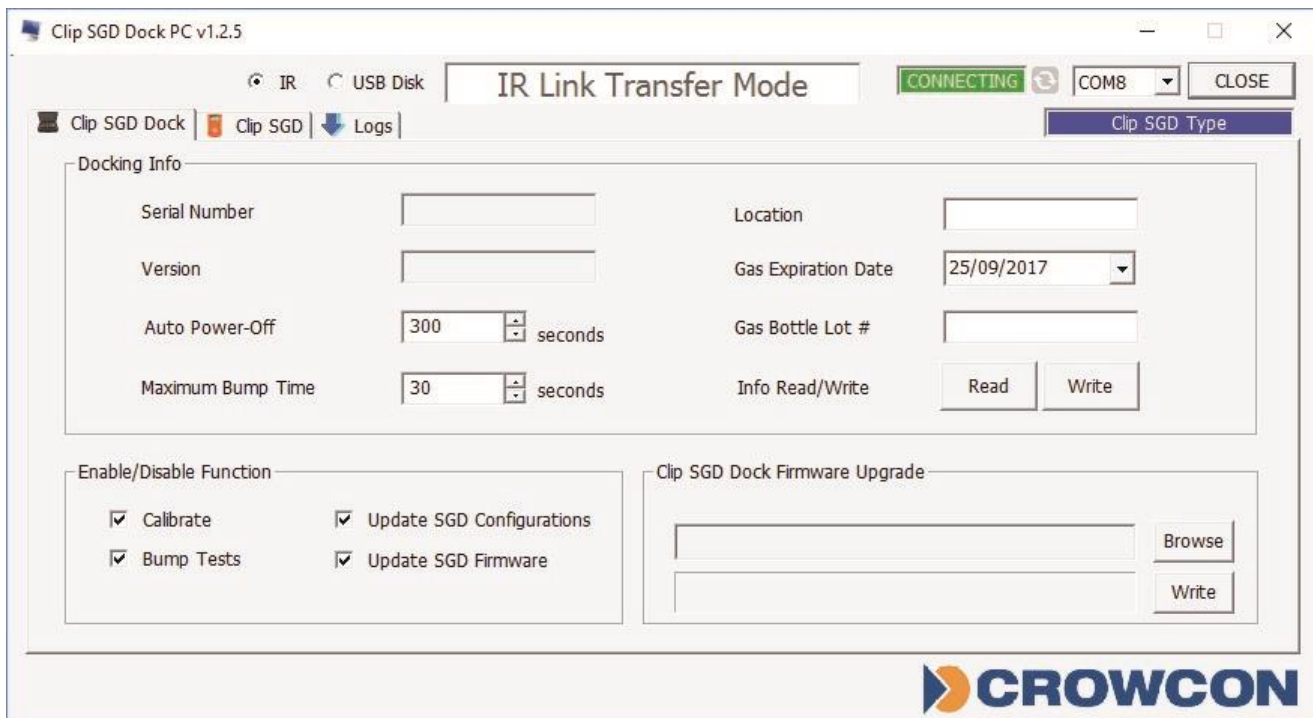 Clip SGD Dock PC v1.2.5
IR USB Disk IR Link Transfer Mode CONNECTING COM8 CLOSE
Clip SGD Dock Clip SGD Logs Clip SGD Type
Docking Info
Serial Number Location
Version Gas Expiration Date 25/09/2017
Auto Power-Off 300 seconds Gas Bottle Lot #
Maximum Bump Time 30 seconds Info Read/Write Read Write
Enable/Disable Function Clip SGD Dock Firmware Upgrade
Calibrate Update SGD Configurations
Browse
Bump Tests Update SGD Firmware
Write
CROWCON